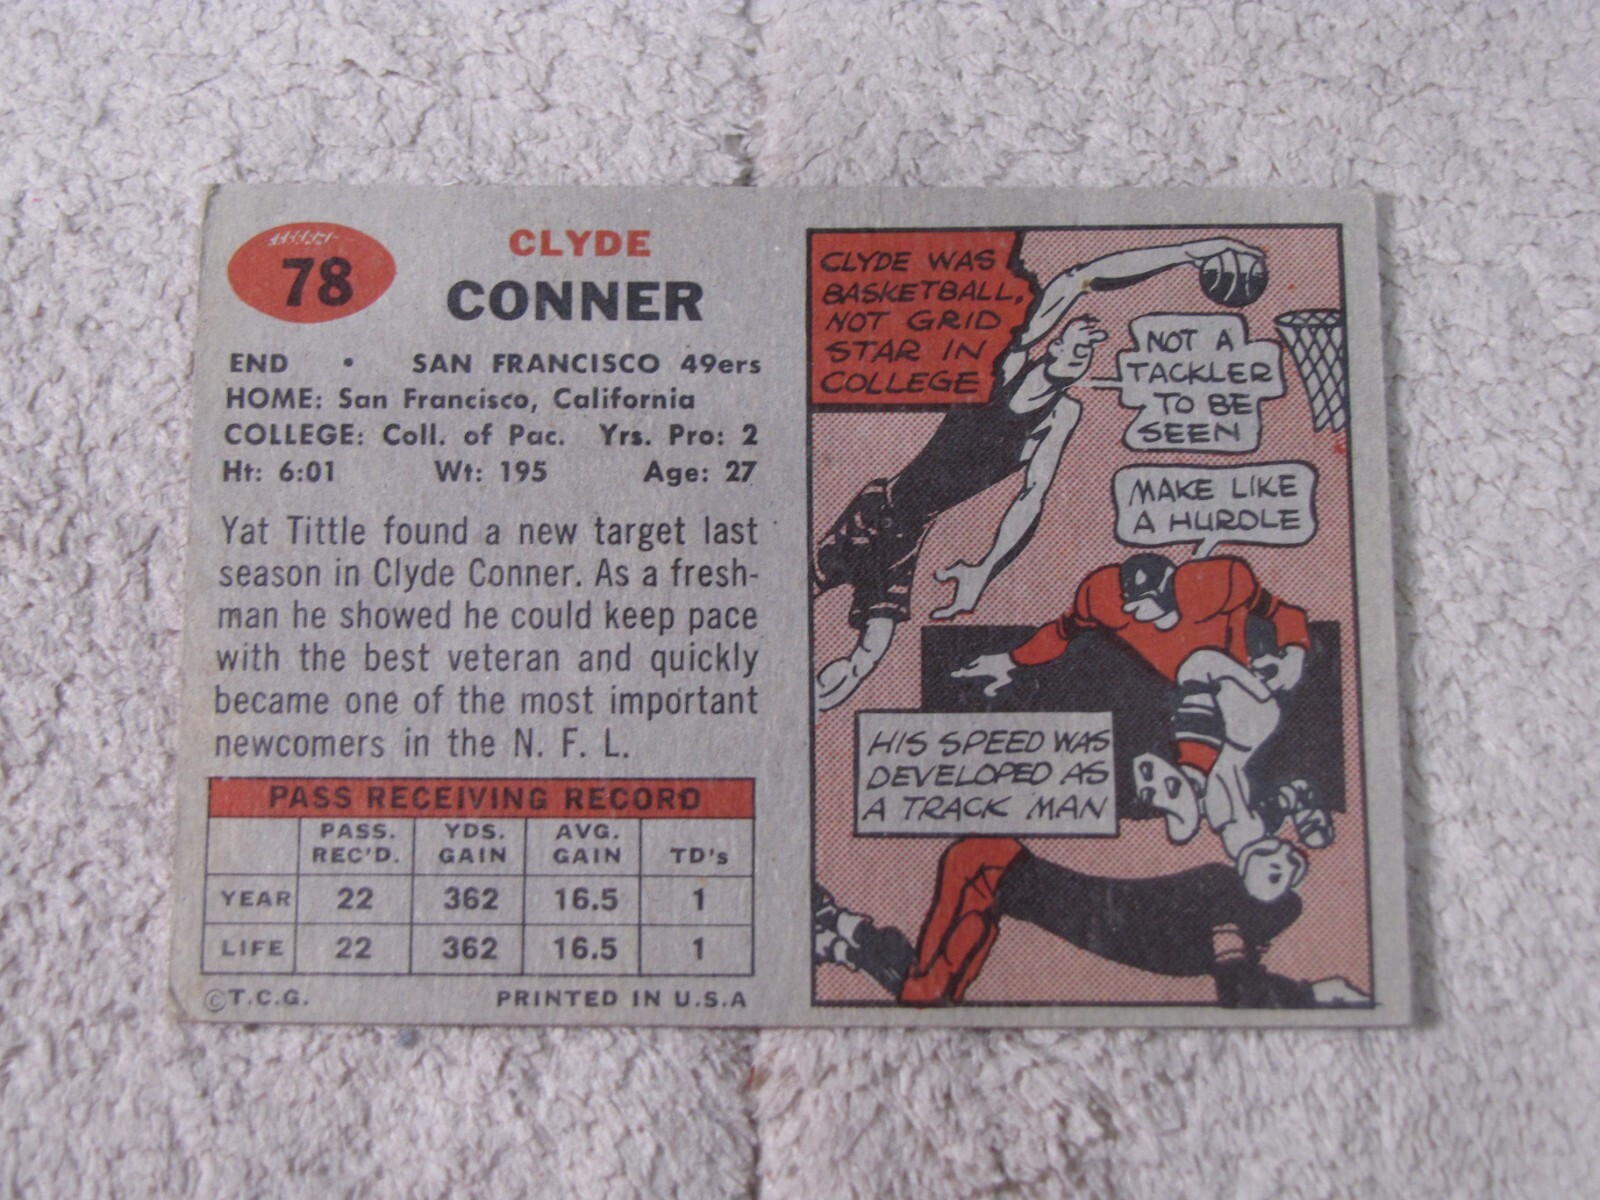 78
CLYDE
CONNER
END • SAN FRANCISCO 49ers
HOME: San Francisco, California
COLLEGE: Coll. of Pac. Yrs. Pro: 2
Ht: 6:01 Wt: 195 Age: 27
Yat Tittle found a new target last
season in Clyde Conner. As a fresh-
man he showed he could keep pace
with the best veteran and quickly
became one of the most important
newcomers in the N. F. L.
PASS RECEIVING RECORD
PASS. REC'D. YDS. GAIN AVG. GAIN TD's
YEAR 22 362 16.5 1
LIFE 22 362 16.5 1
©T.C.G. PRINTED IN U.S.A
CLYDE WAS
BASKETBALL,
NOT GRID
STAR IN
COLLEGE
NOT A
TACKLER
TO BE
SEEN
MAKE LIKE
A HURDLE
HIS SPEED WAS
DEVELOPED AS
A TRACK MAN